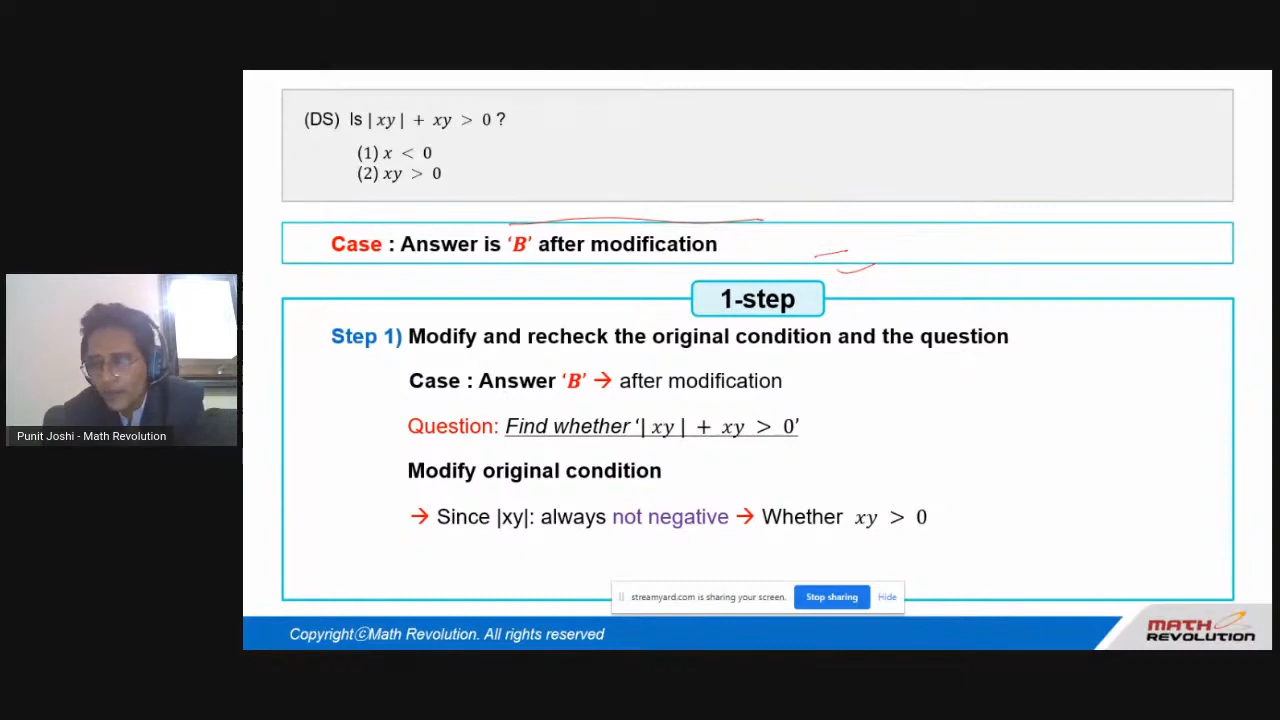 (DS) Is | xy | + xy > 0 ?
(1) x < 0
(2) xy > 0
Case : Answer is ‘B’ after modification
1-step
Step 1) Modify and recheck the original condition and the question
Case : Answer ‘B’ → after modification
Question: Find whether ‘| xy | + xy > 0’
Modify original condition
→ Since |xy|: always not negative → Whether xy > 0
Punit Joshi - Math Revolution
streamyard.com is sharing your screen. Stop sharing Hide
CopyrightⓒMath Revolution. All rights reserved
MATH
REVOLUTION